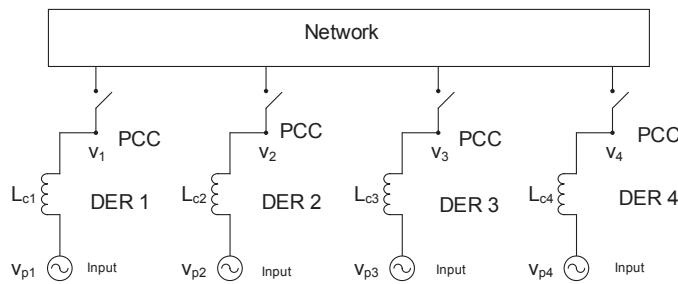 Network
PCC
PCC
PCC
PCC
v1
v2
v3
v4
Lc1
DER 1
Lc2
DER 2
Lc3
DER 3
Lc4
DER 4
vp1
Input
vp2
Input
vp3
Input
vp4
Input